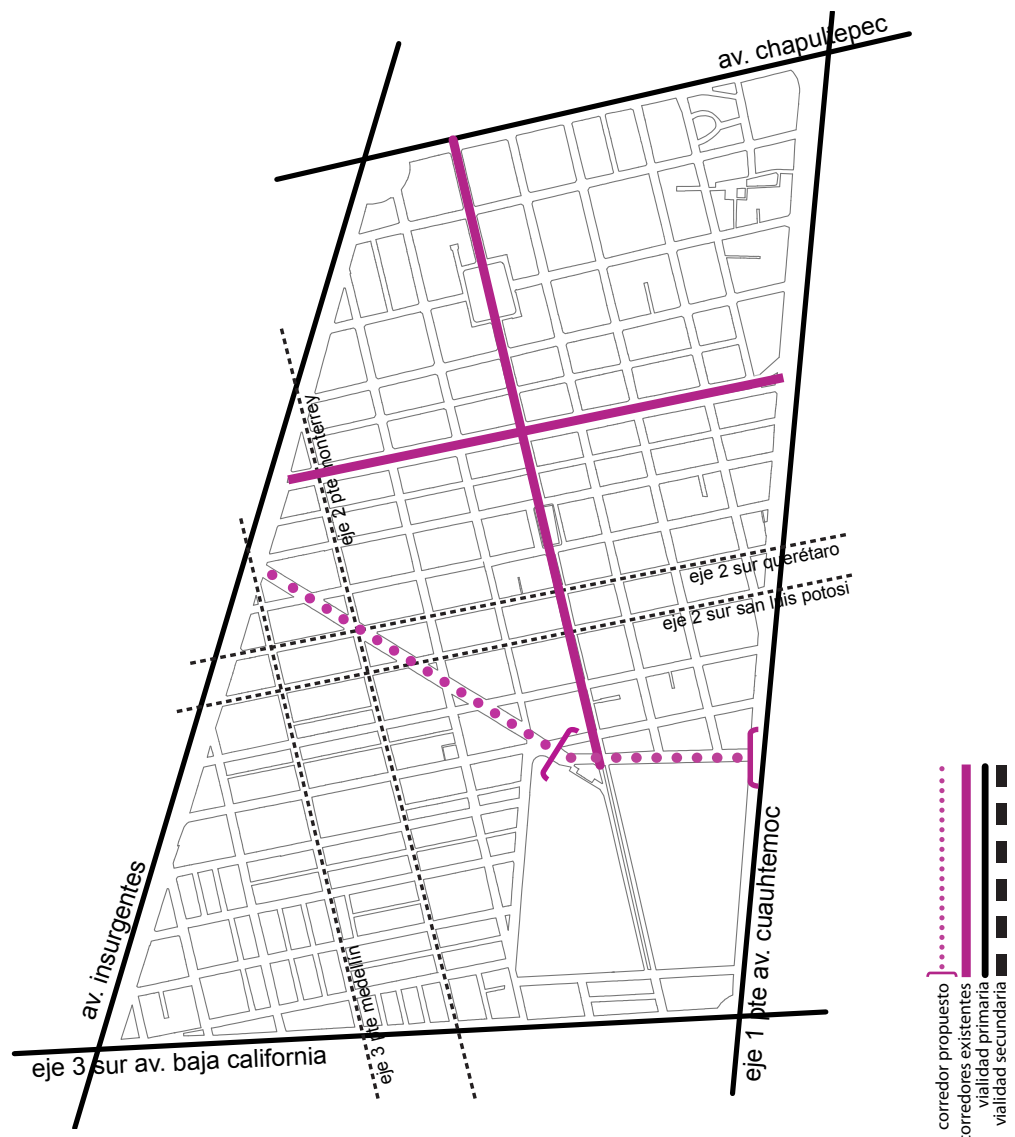 av. chapultepec
eje 2 pte monterrey
eje 2 sur querétaro
eje 2 sur san luis potosi
av. insurgentes
eje 3 pte medellin
eje 1 pte av. cuauhtemoc
eje 3 sur av. baja california
corredor propuesto
corredores existentes
vialidad primaria
vialidad secundaria